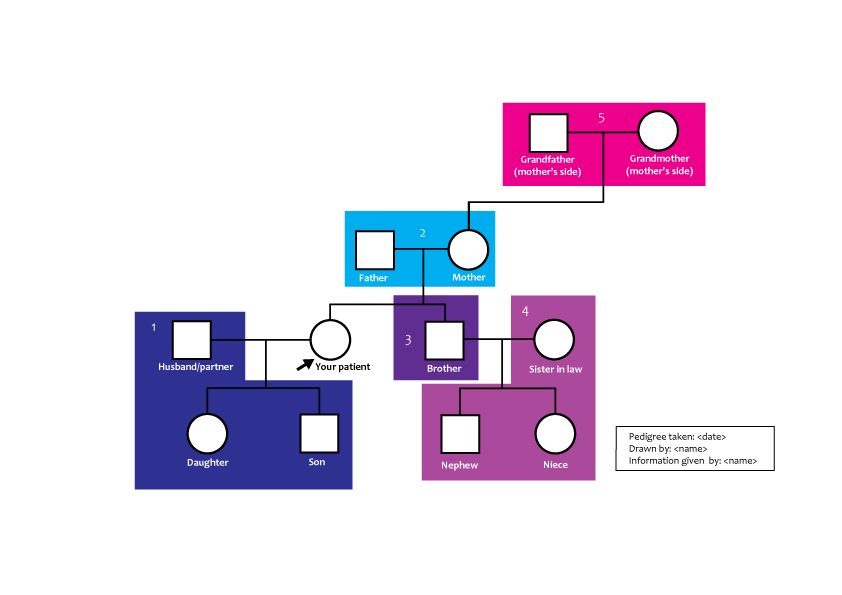 5
Grandfather
(mother's side)
Grandmother
(mother's side)
2
Father
Mother
1
Husband/partner
Your patient
3
Brother
4
Sister in law
Daughter
Son
Nephew
Niece
Pedigree taken: <date>
Drawn by: <name>
Information given  by: <name>